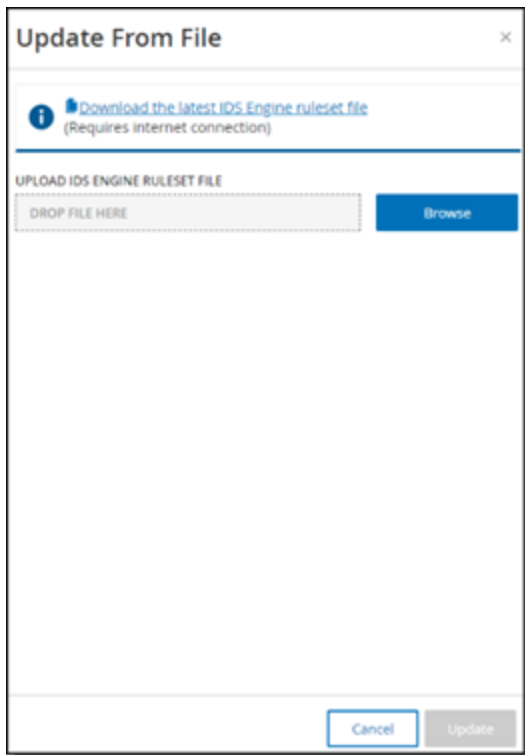 Update From File
Download the latest IDS Engine ruleset file
(Requires internet connection)
UPLOAD IDS ENGINE RULESET FILE
DROP FILE HERE
Browse
Cancel
Update